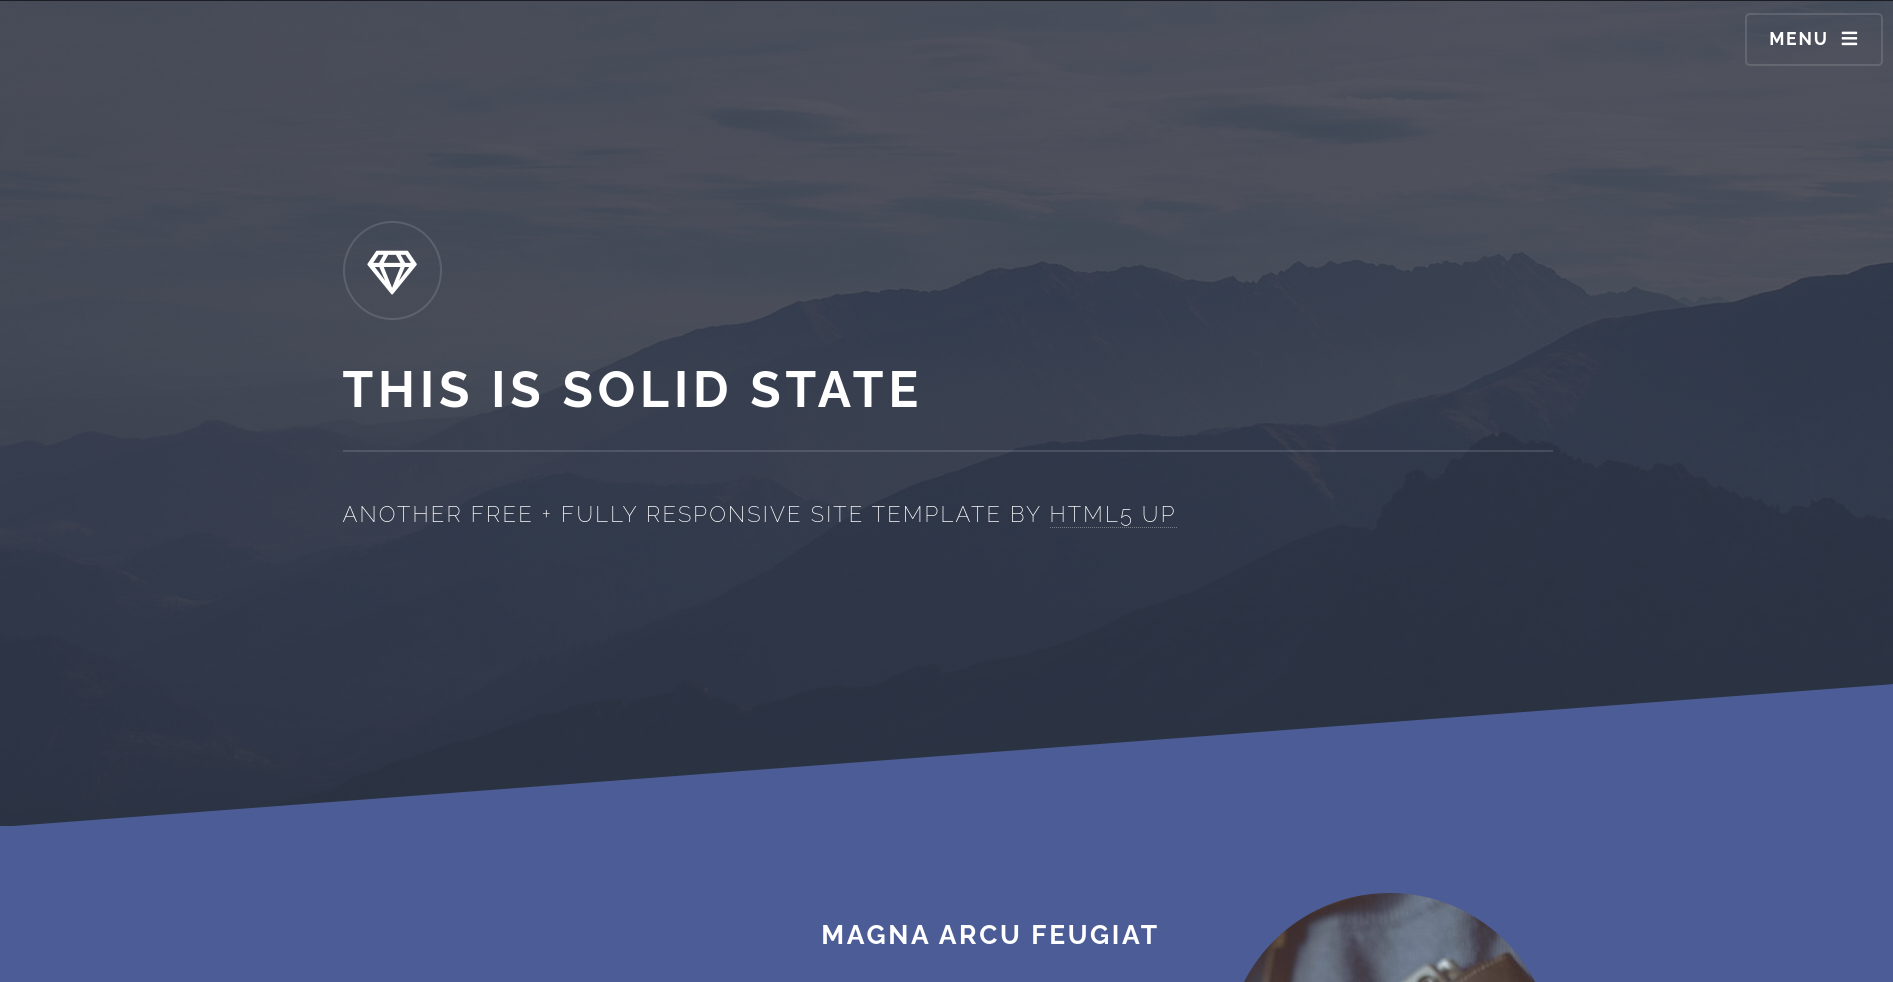 MENU
THIS IS SOLID STATE
ANOTHER FREE + FULLY RESPONSIVE SITE TEMPLATE BY HTML5 UP
MAGNA ARCU FEUGIAT